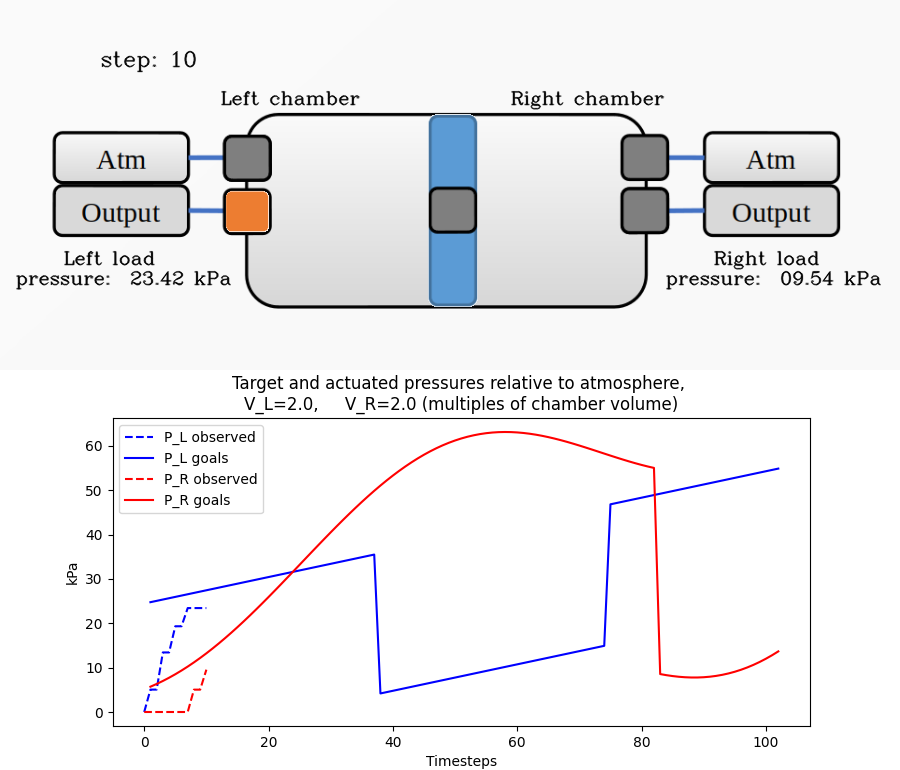 step: 10
Left chamber
Right chamber
Atm
Atm
Output
Output
Left load
pressure: 23.42 kPa
Right load
pressure: 09.54 kPa
Target and actuated pressures relative to atmosphere,
V_L=2.0, V_R=2.0 (multiples of chamber volume)
P_L observed
P_L goals
P_R observed
P_R goals
kPa
60
50
40
30
20
10
0
0 20 40 60 80 100
Timesteps